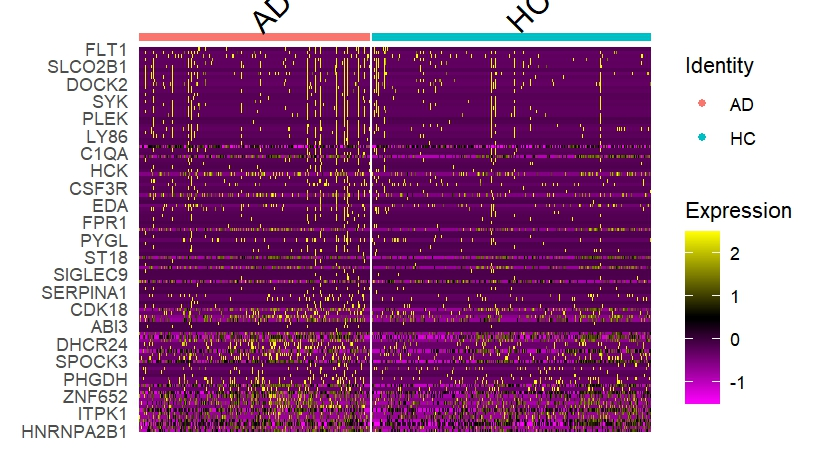 AD
HC
FLT1
SLCO2B1
DOCK2
SYK
PLEK
LY86
C1QA
HCK
CSF3R
EDA
FPR1
PYGL
ST18
SIGLEC9
SERPINA1
CDK18
ABI3
DHCR24
SPOCK3
PHGDH
ZNF652
ITPK1
HNRNPA2B1
Identity
AD
HC
Expression
2
1
0
-1